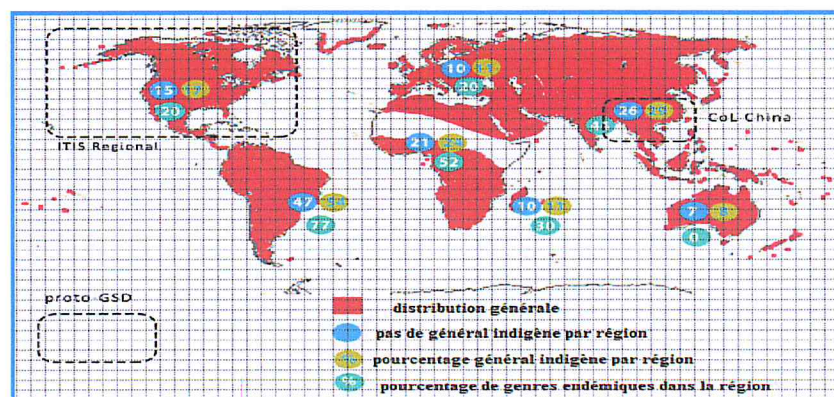 10
20
15
20
26
CoL China
ITIS Regional
21
52
47
77
10
30
7
0
proto-GSD
distribution générale
pas de général indigène par région
% pourcentage général indigène par région
% pourcentage de genres endémiques dans la région